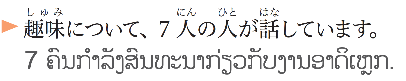 趣味について、7人の人が話しています。
7 ຄົນກຳລັງສົນທະນາກ່ຽວກັບງານອາດິເຫຼກ.